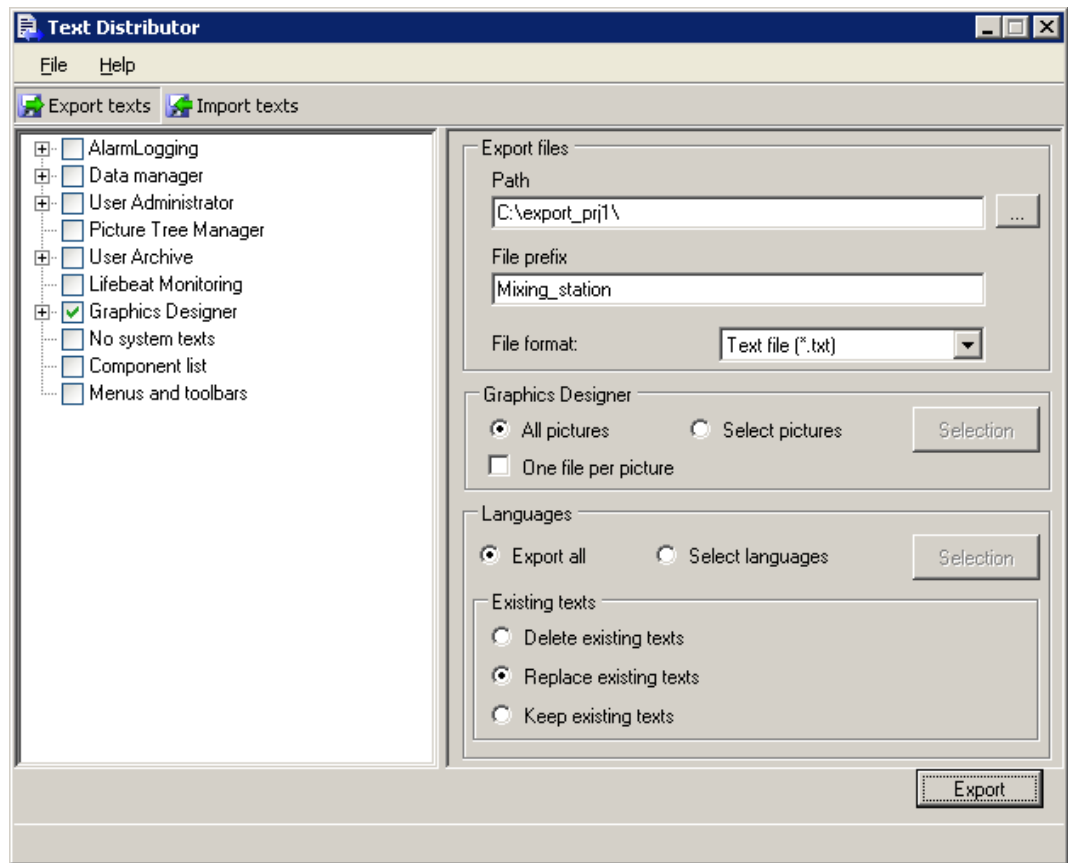 Text Distributor
File Help
Export texts Import texts
AlarmLogging
Data manager
User Administrator
Picture Tree Manager
User Archive
Lifebeat Monitoring
Graphics Designer
No system texts
Component list
Menus and toolbars
Export files
Path
C:\export_prj1\ ...
File prefix
Mixing_station
File format: Text file (*.txt)
Graphics Designer
All pictures Select pictures Selection
One file per picture
Languages
Export all Select languages Selection
Existing texts
Delete existing texts
Replace existing texts
Keep existing texts
Export